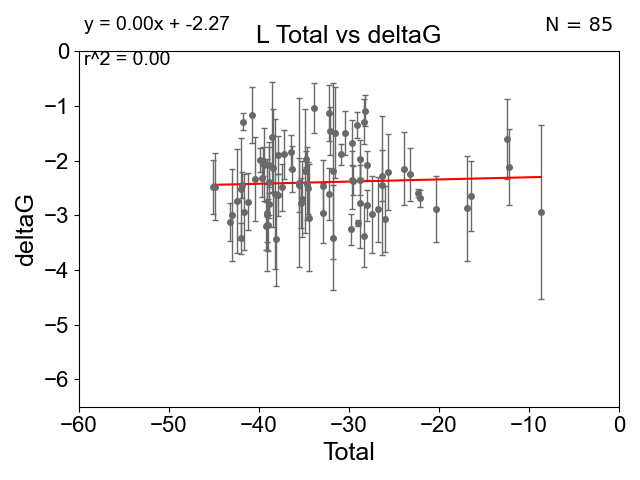 y = 0.00x + -2.27
N = 85
L Total vs deltaG
r^2 = 0.00
0
−1
−2
−3
−4
−5
−6
deltaG
−60
−50
−40
−30
−20
−10
0
Total